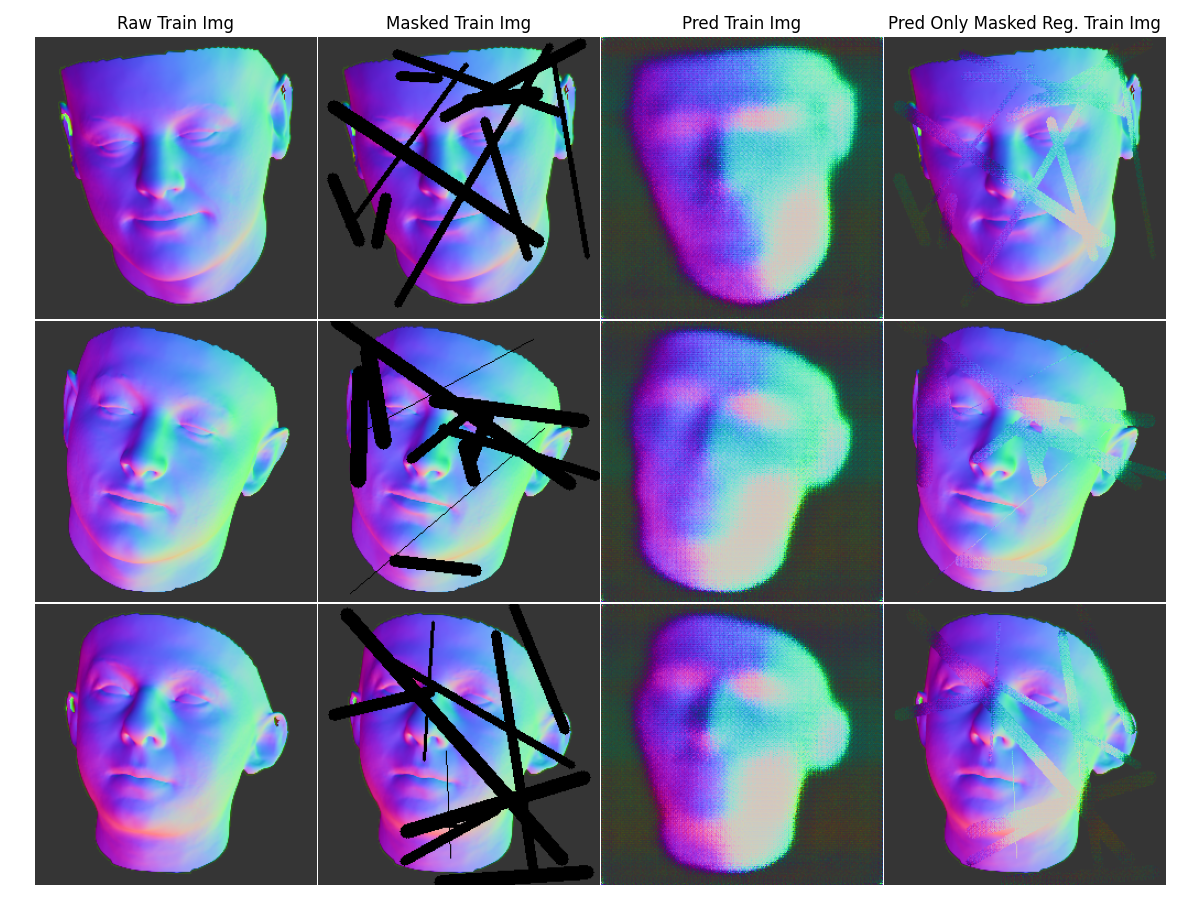 Raw Train Img
Masked Train Img
Pred Train Img
Pred Only Masked Reg. Train Img